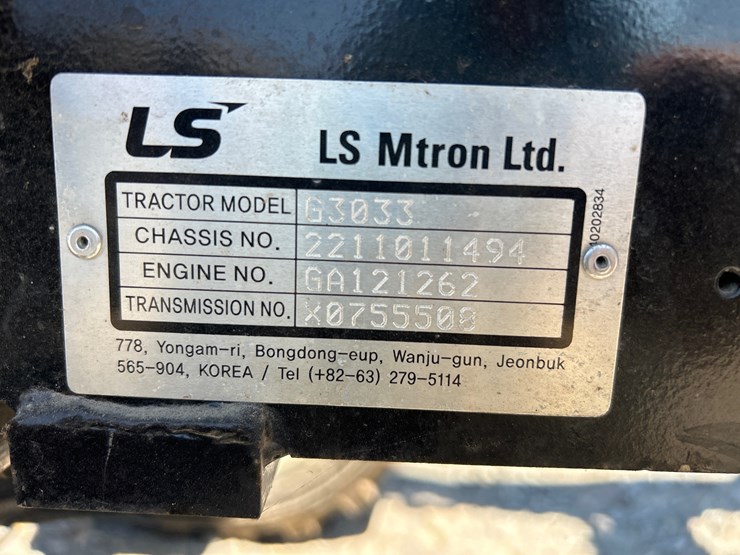 LS LS Mtron Ltd.
TRACTOR MODEL G3033
CHASSIS NO. 2211011494
ENGINE NO. GA121262
TRANSMISSION NO. X0755508
10202834
778, Yongam-ri, Bongdong-eup, Wanju-gun, Jeonbuk
565-904, KOREA / Tel (+82-63) 279-5114